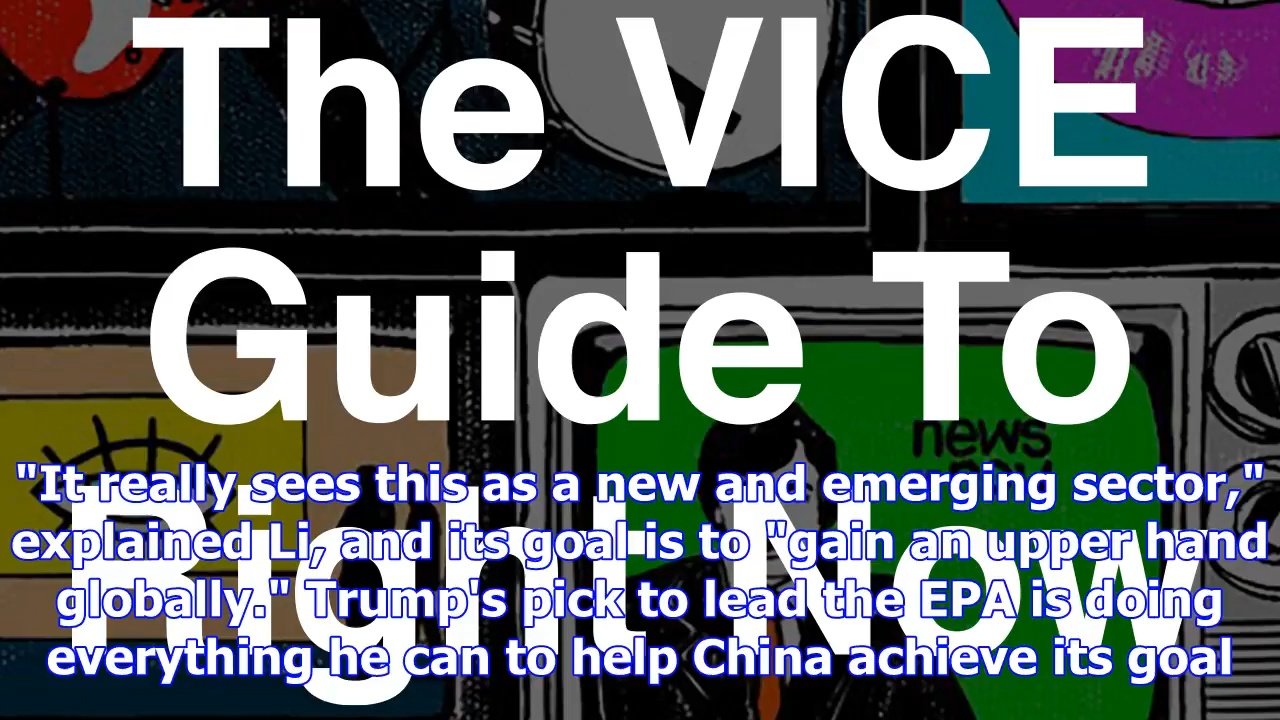 The VICE
Guide To
Right Now
news
"It really sees this as a new and emerging sector,"
explained Li, and its goal is to "gain an upper hand
globally." Trump's pick to lead the EPA is doing
everything he can to help China achieve its goal